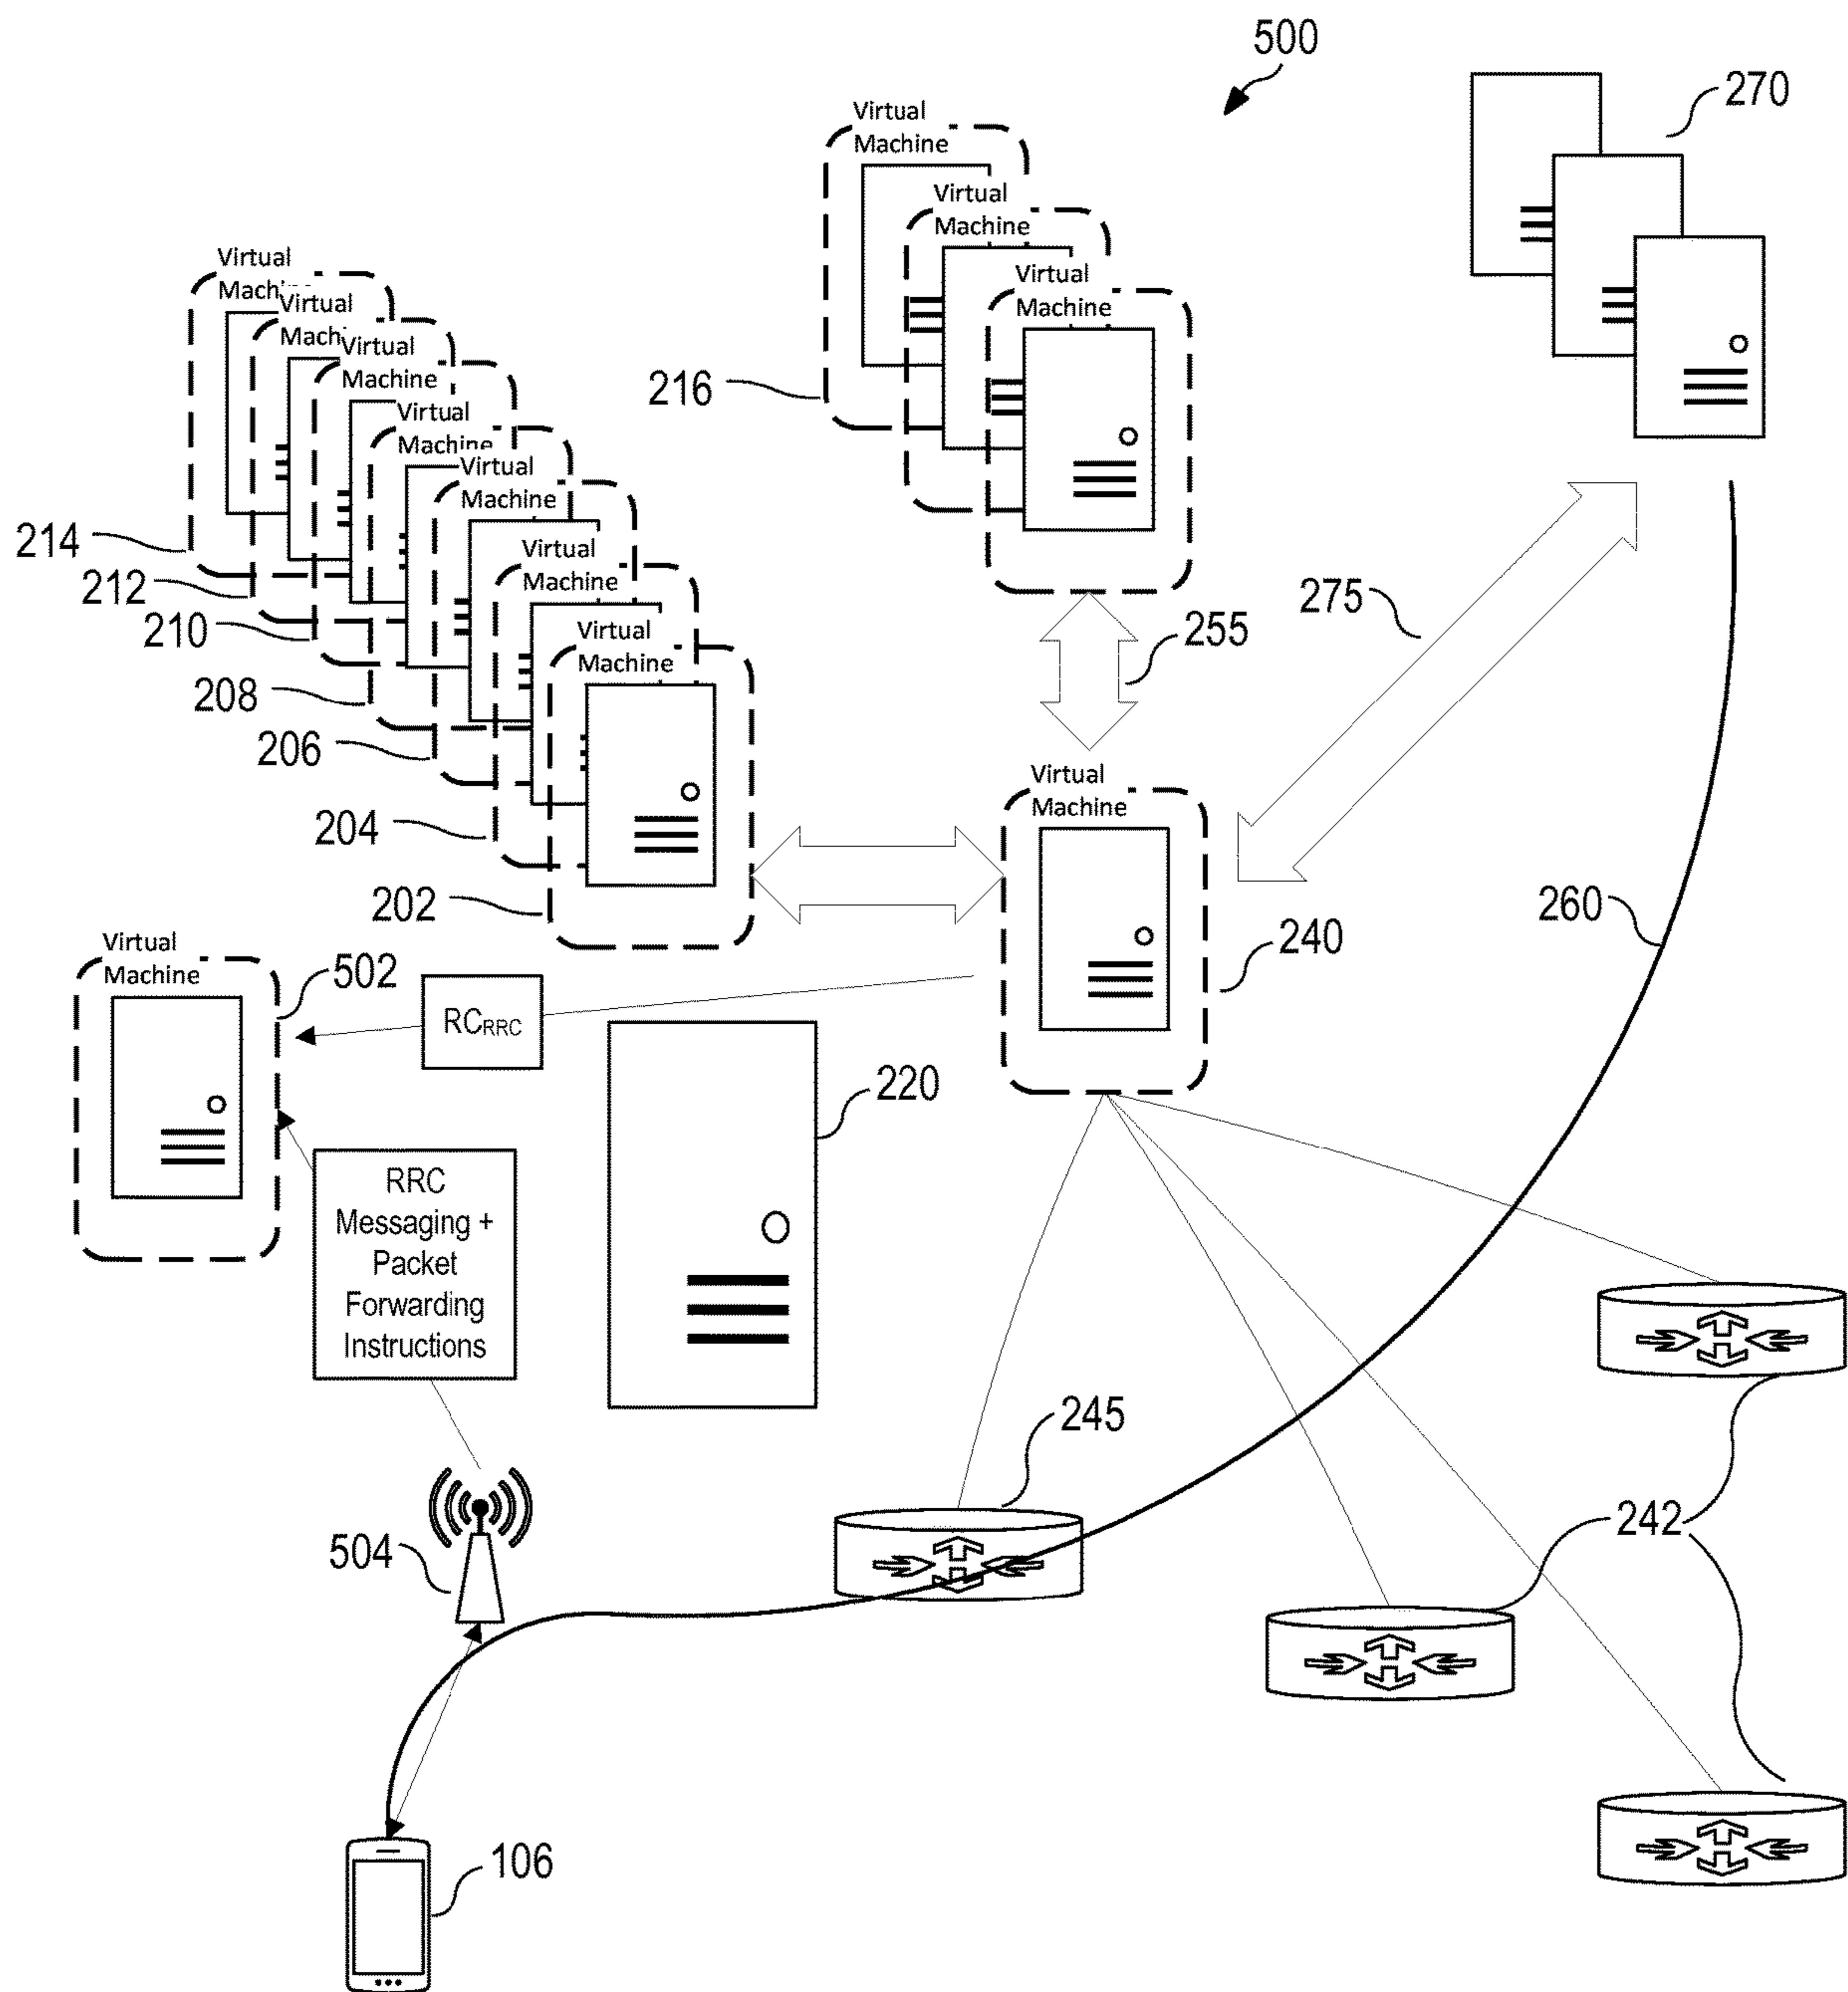 500
270
Virtual
Machine
Virtual
Machine
Virtual
Machine
216
Virtual
Virtual
Virtual
Machine
Virtual
Machine
Virtual
Machine
Virtual
Machine
Virtual
Machine
214
212
210
208
206
204
202
255
275
Virtual
Machine
240
260
Virtual
Machine
502
RCRRC
220
RRC
Messaging +
Packet
Forwarding
Instructions
245
242
504
106